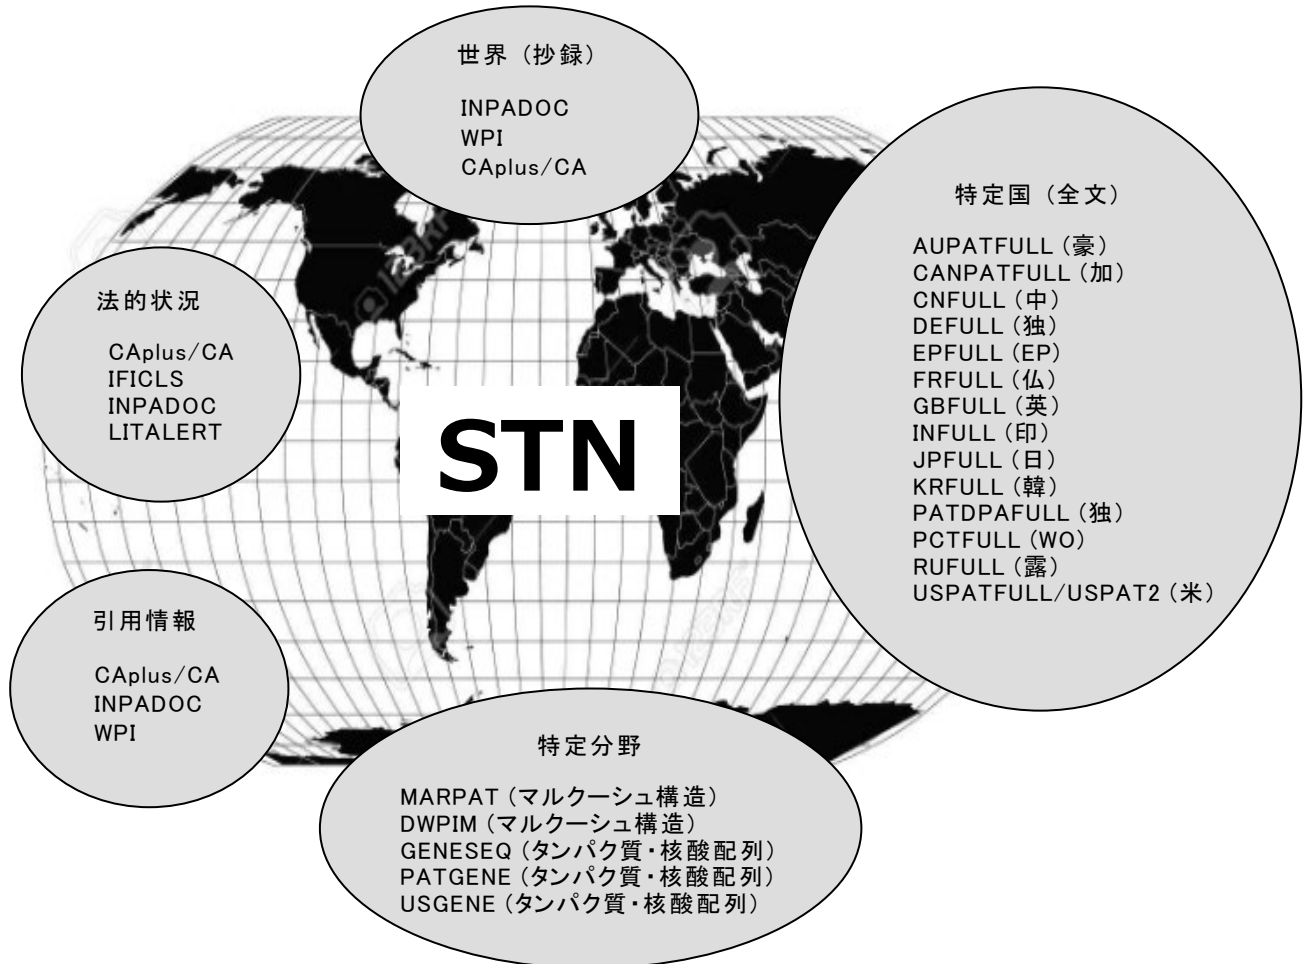 世界（抄録）
INPADOC
WPI
CAplus/CA
特定国（全文）
AUPATFULL（豪）
CANPATFULL（加）
CNFULL（中）
DEFULL（独）
EPFULL（EP）
FRFULL（仏）
GBFULL（英）
INFULL（印）
JPFULL（日）
KRFULL（韓）
PATDPAFULL（独）
PCTFULL（WO）
RUFULL（露）
USPATFULL/USPAT2（米）
法的状況
CAplus/CA
IFICLS
INPADOC
LITALERT
STN
引用情報
CAplus/CA
INPADOC
WPI
特定分野
MARPAT（マルクーシュ構造）
DWPIM（マルクーシュ構造）
GENESEQ（タンパク質・核酸配列）
PATGENE（タンパク質・核酸配列）
USGENE（タンパク質・核酸配列）